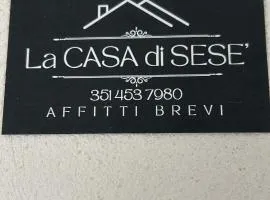 La CASA di SESE'
351 453 7980
AFFITTI BREVI